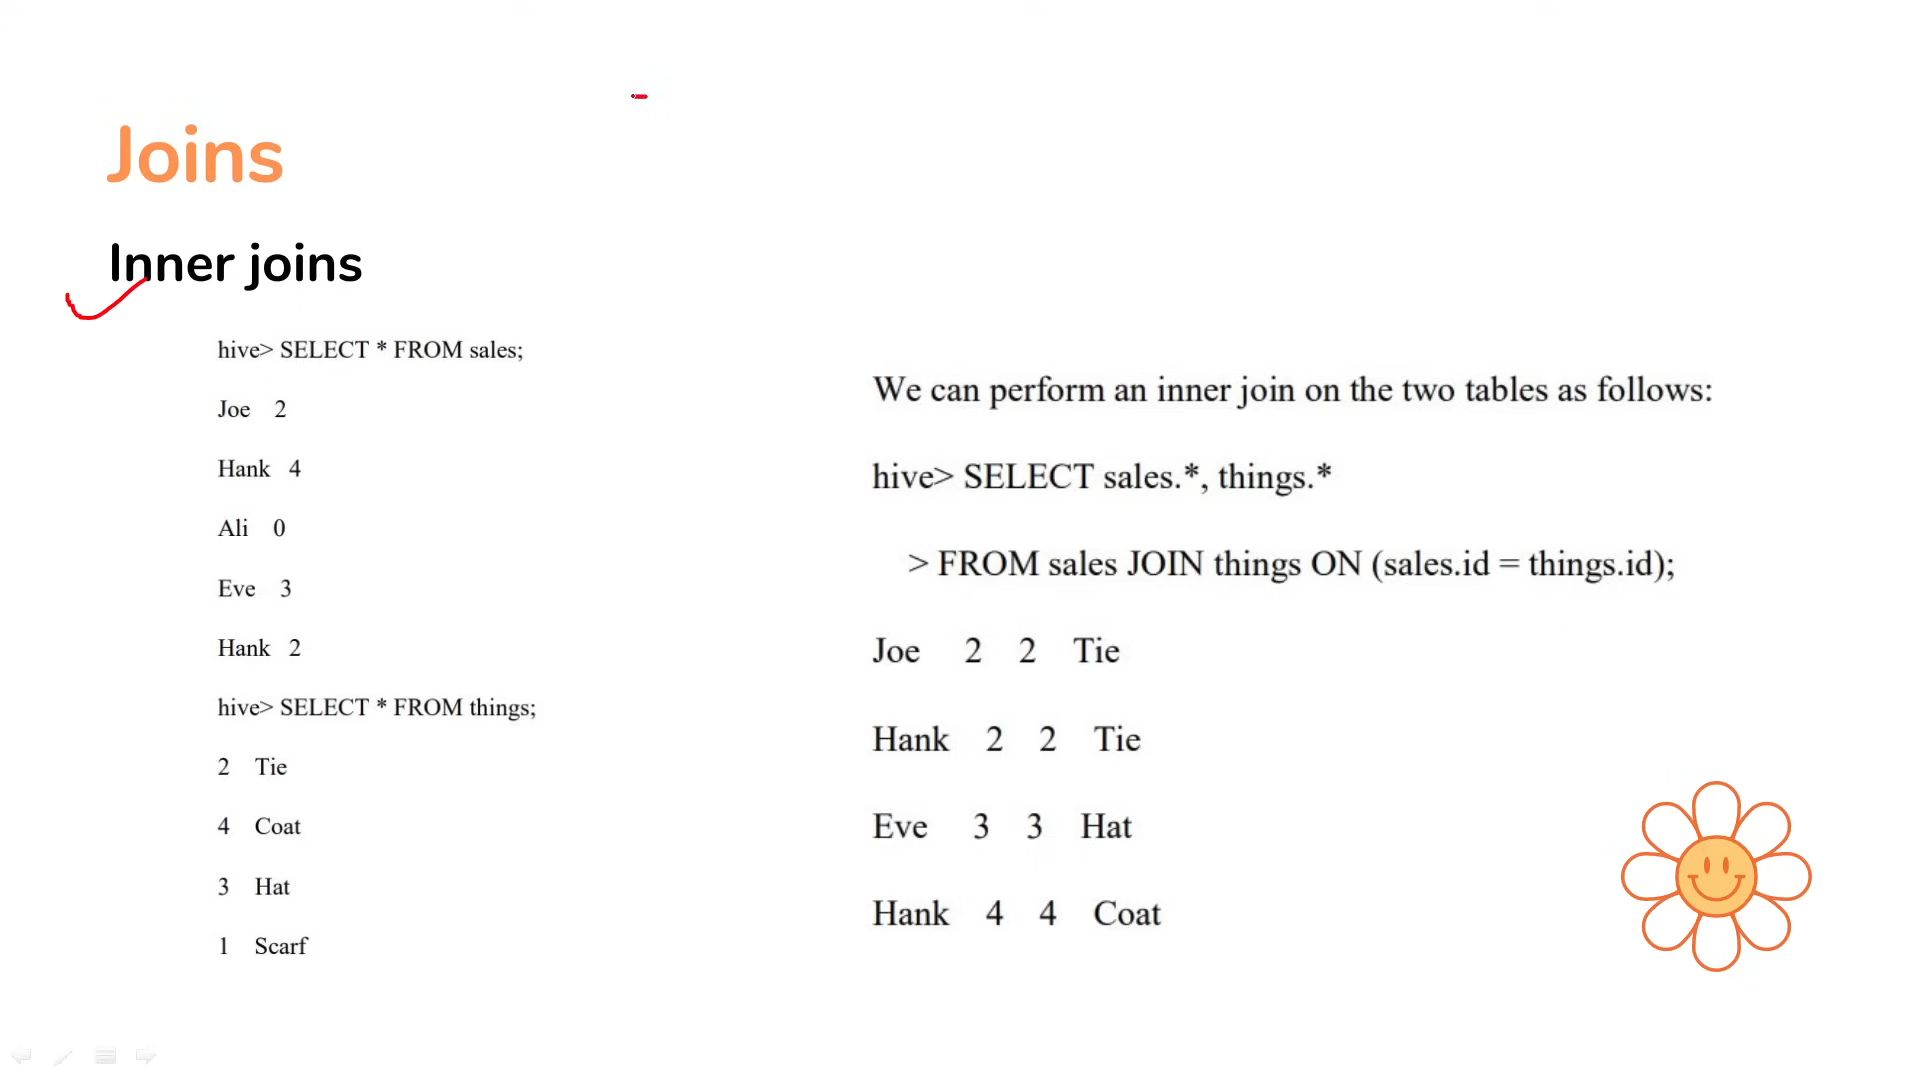 Joins
Inner joins
hive> SELECT * FROM sales;
Joe 2
Hank 4
Ali 0
Eve 3
Hank 2
hive> SELECT * FROM things;
2 Tie
4 Coat
3 Hat
1 Scarf
We can perform an inner join on the two tables as follows:
hive> SELECT sales.*, things.*
> FROM sales JOIN things ON (sales.id = things.id);
Joe 2 2 Tie
Hank 2 2 Tie
Eve 3 3 Hat
Hank 4 4 Coat